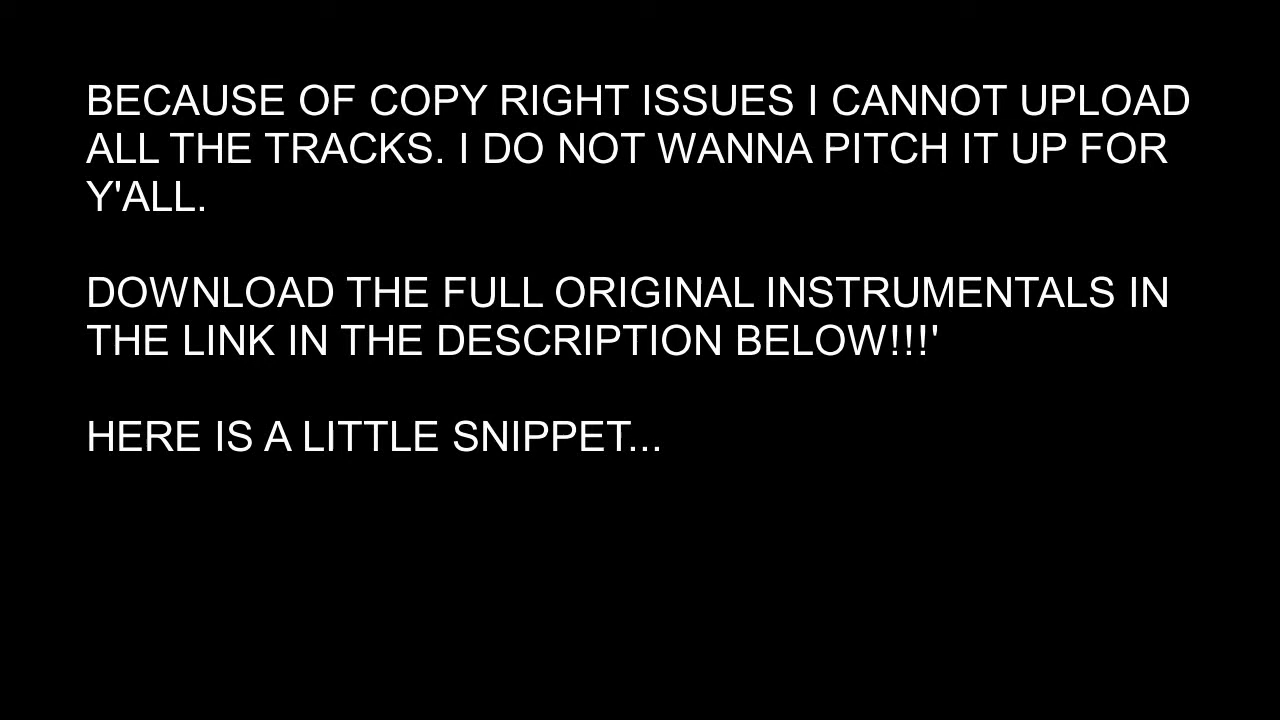 BECAUSE OF COPY RIGHT ISSUES I CANNOT UPLOAD
ALL THE TRACKS. I DO NOT WANNA PITCH IT UP FOR
Y'ALL.
DOWNLOAD THE FULL ORIGINAL INSTRUMENTALS IN
THE LINK IN THE DESCRIPTION BELOW!!!'
HERE IS A LITTLE SNIPPET...